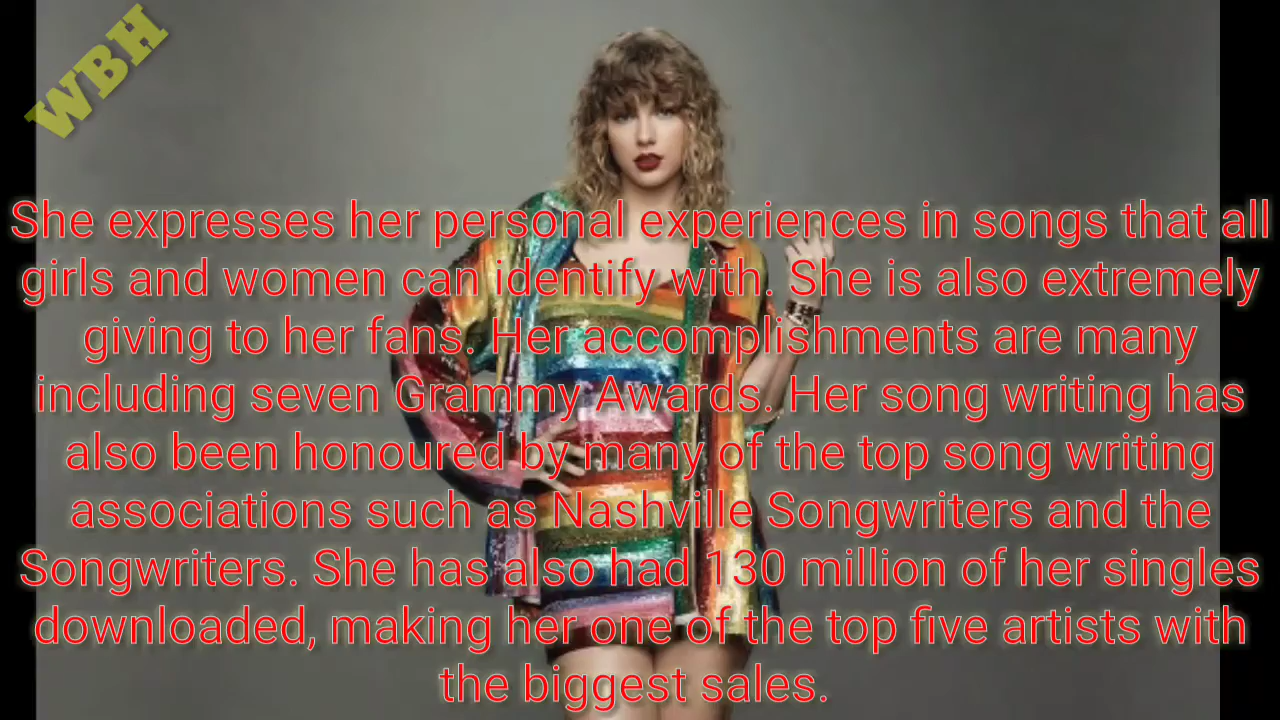 WBH
She expresses her personal experiences in songs that all
girls and women can identify with. She is also extremely
giving to her fans. Her accomplishments are many
including seven Grammy Awards. Her song writing has
also been honoured by many of the top song writing
associations such as Nashville Songwriters and the
Songwriters. She has also had 130 million of her singles
downloaded, making her one of the top five artists with
the biggest sales.